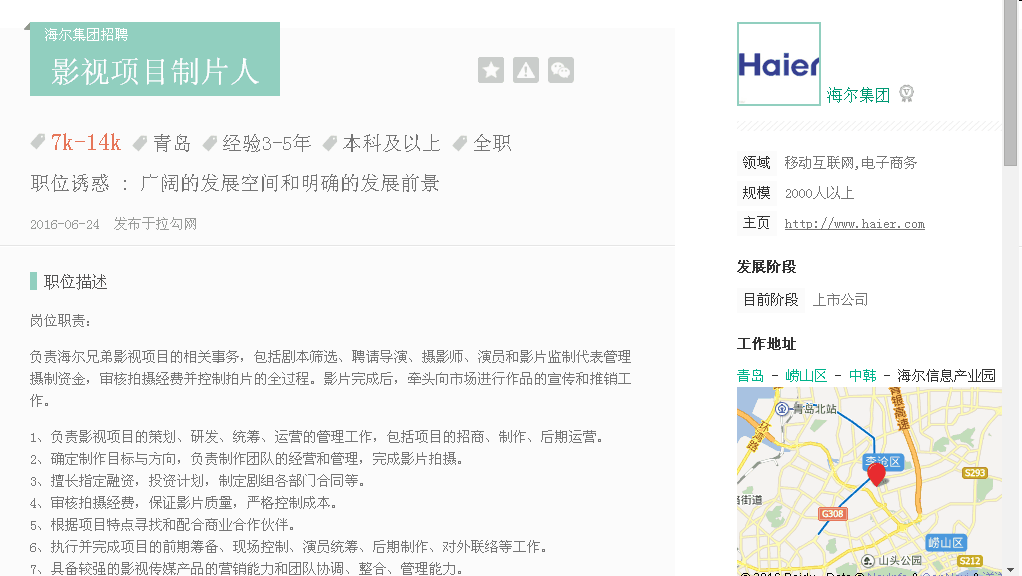 海尔集团招聘
影视项目制片人
7k-14k 青岛 经验3-5年 本科及以上 全职
职位诱惑 : 广阔的发展空间和明确的发展前景
2016-06-24 发布于拉勾网
职位描述
岗位职责:
负责海尔兄弟影视项目的相关事务，包括剧本筛选、聘请导演、摄影师、演员和影片监制代表管理
摄制资金，审核拍摄经费并控制拍片的全过程。影片完成后，牵头向市场进行作品的宣传和推销工
作。
1、负责影视项目的策划、研发、统筹、运营的管理工作，包括项目的招商、制作、后期运营。
2、确定制作目标与方向，负责制作团队的经营和管理，完成影片拍摄。
3、擅长指定融资，投资计划，制定剧组各部门合同等。
4、审核拍摄经费，保证影片质量，严格控制成本。
5、根据项目特点寻找和配合商业合作伙伴。
6、执行并完成项目的前期筹备、现场控制、演员统筹、后期制作、对外联络等工作。
7、具备较强的影视传媒产品的营销能力和团队协调、整合、管理能力。
Haier
海尔集团
领域 移动互联网,电子商务
规模 2000人以上
主页 http://www.haier.com
发展阶段
目前阶段 上市公司
工作地址
青岛 - 崂山区 - 中韩 - 海尔信息产业园
青岛北站
青银高速
环湾路
李沧区
S293
街道
G308
崂山区
山头公园
S212